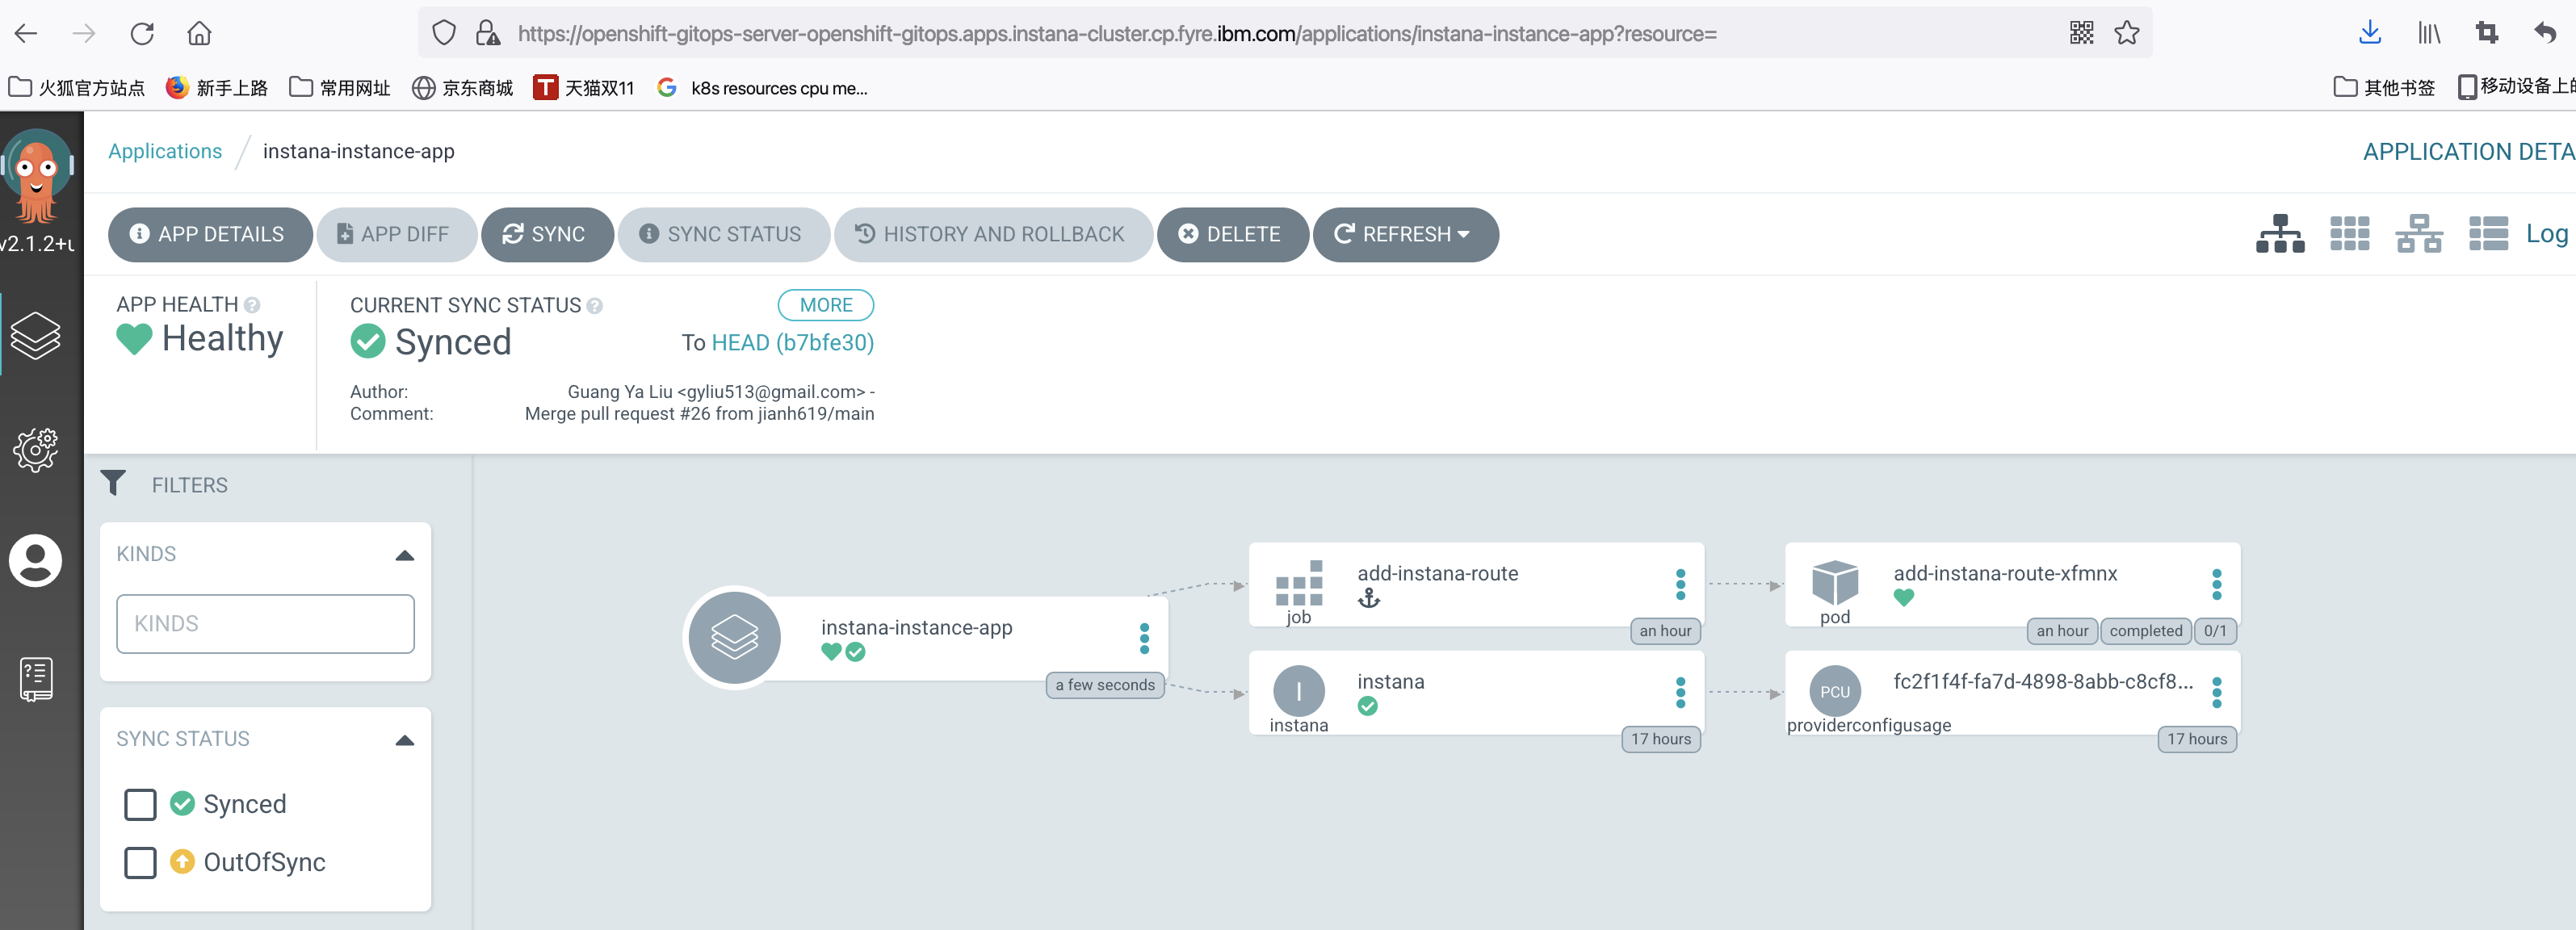 https://openshift-gitops-server-openshift-gitops.apps.instana-cluster.cp.fyre.ibm.com/applications/instana-instance-app?resource=
火狐官方站点 新手上路 常用网址 京东商城 T 天猫双11 G k8s resources cpu me... 其他书签 移动设备上的
Applications / instana-instance-app APPLICATION DETA
v2.1.2+u
APP DETAILS APP DIFF SYNC SYNC STATUS HISTORY AND ROLLBACK DELETE REFRESH Log
APP HEALTH ?
Healthy
CURRENT SYNC STATUS ? MORE
Synced To HEAD (b7bfe30)
Author: Guang Ya Liu <gyliu513@gmail.com> -
Comment: Merge pull request #26 from jianh619/main
FILTERS
KINDS
KINDS
SYNC STATUS
Synced
OutOfSync
instana-instance-app
a few seconds
add-instana-route
job
an hour
add-instana-route-xfmnx
pod
an hour completed 0/1
I
instana
instana
17 hours
PCU
fc2f1f4f-fa7d-4898-8abb-c8cf8...
providerconfigusage
17 hours